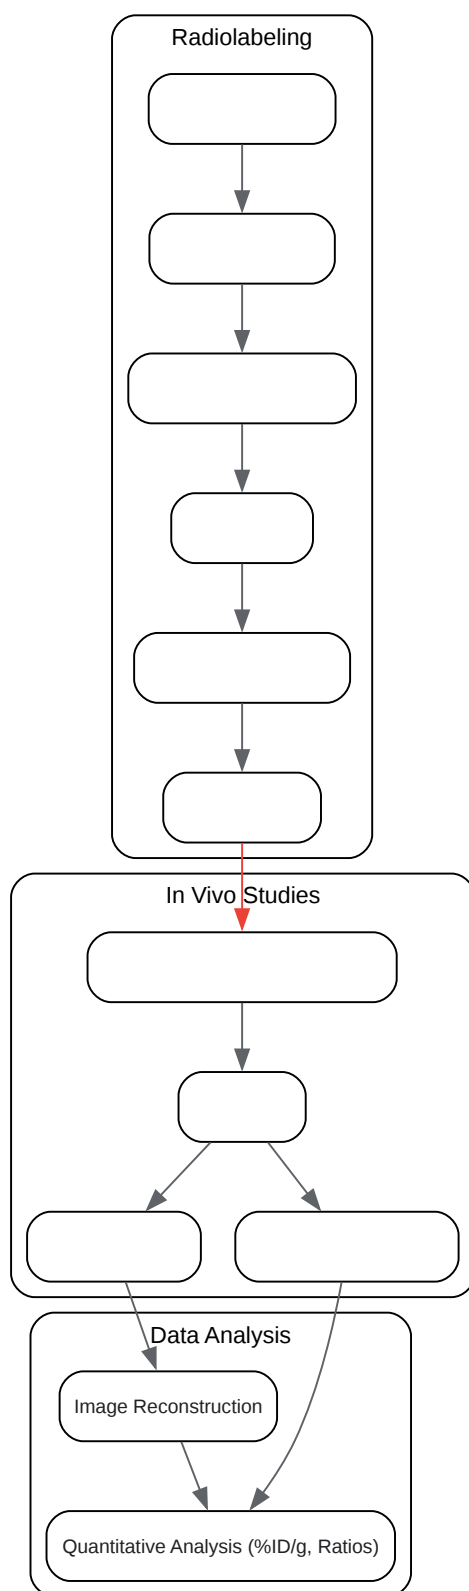 Radiolabeling
In Vivo Studies
Data Analysis
Image Reconstruction
Quantitative Analysis (%ID/g, Ratios)